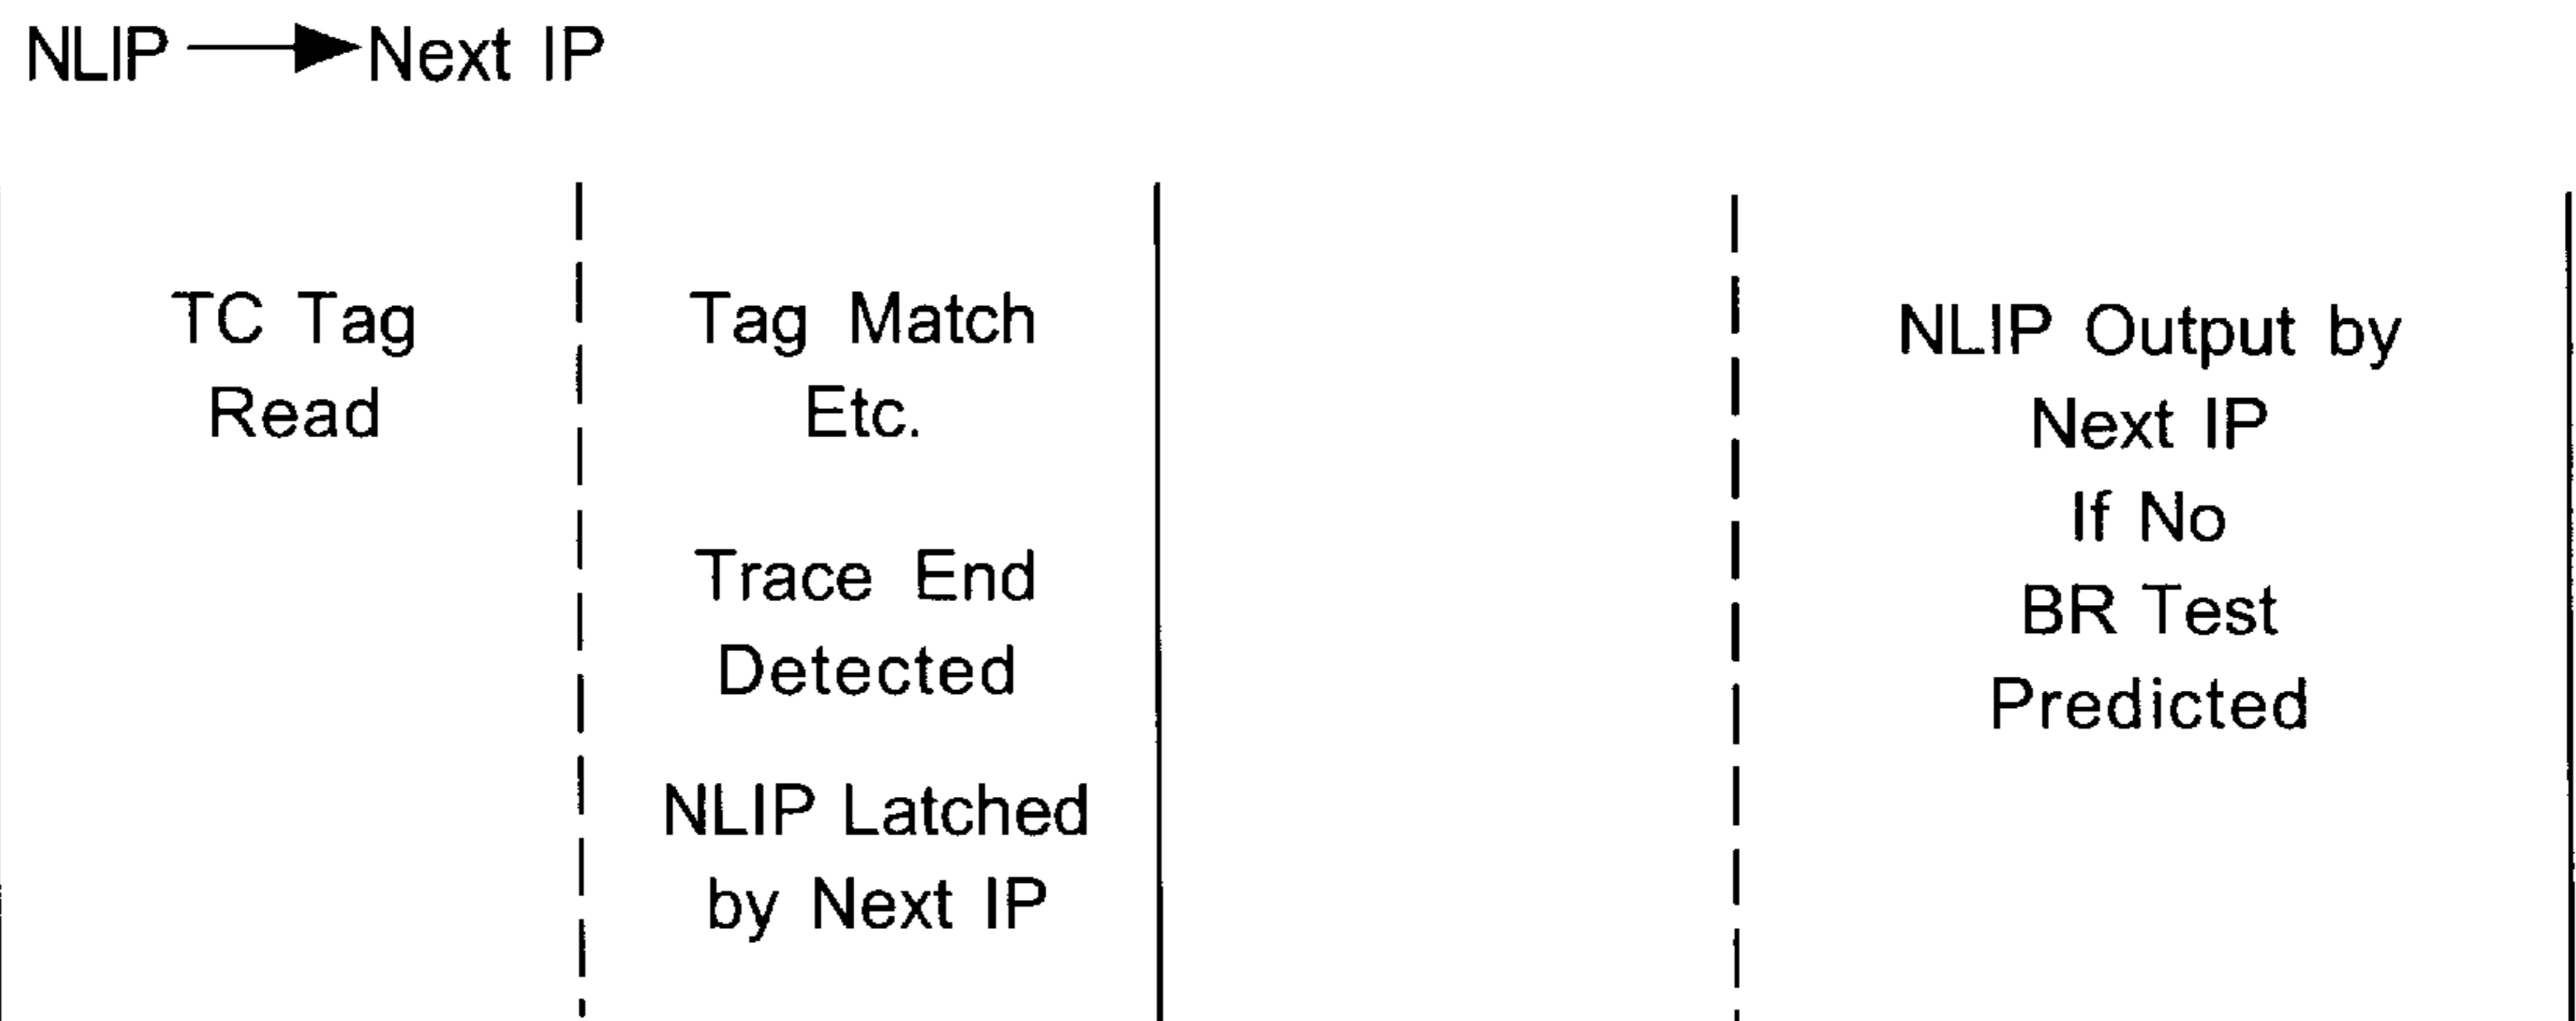 NLIP Next IP
TC Tag
Read
Tag Match
Etc.
Trace End
Detected
NLIP Latched
by Next IP
NLIP Output by
Next IP
If No
BR Test
Predicted